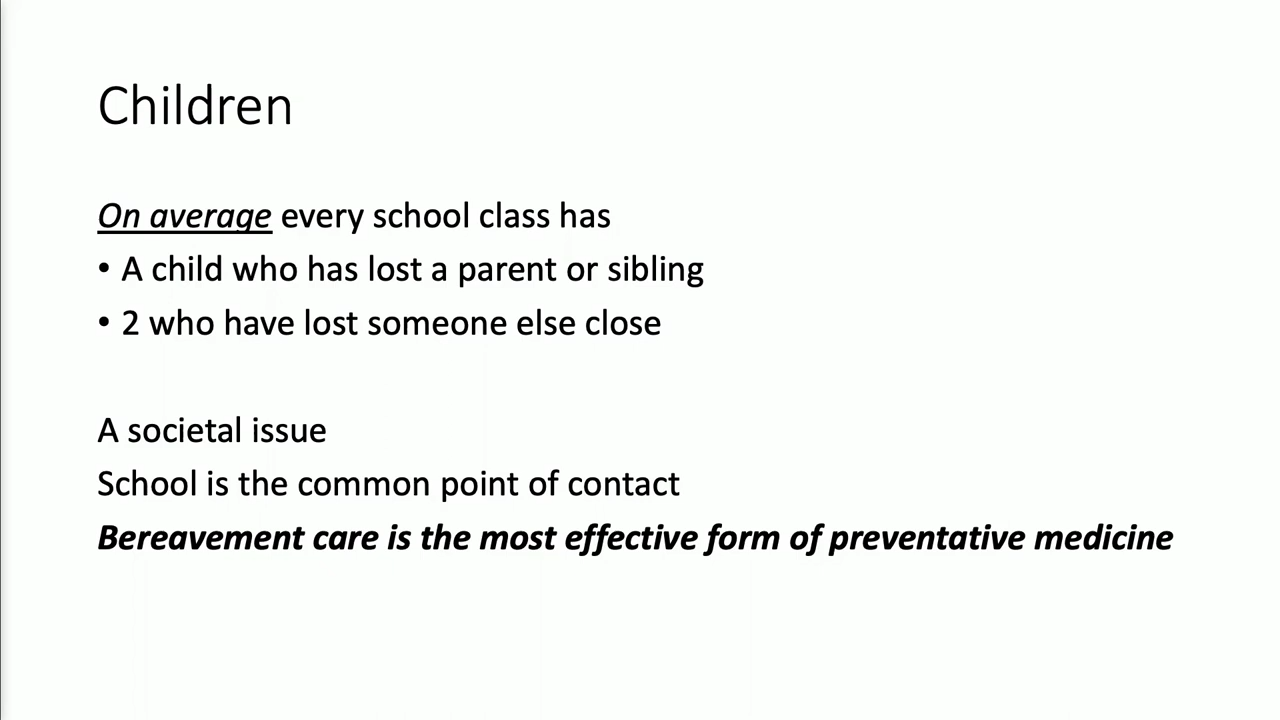 Children
On average every school class has
• A child who has lost a parent or sibling
• 2 who have lost someone else close
A societal issue
School is the common point of contact
Bereavement care is the most effective form of preventative medicine